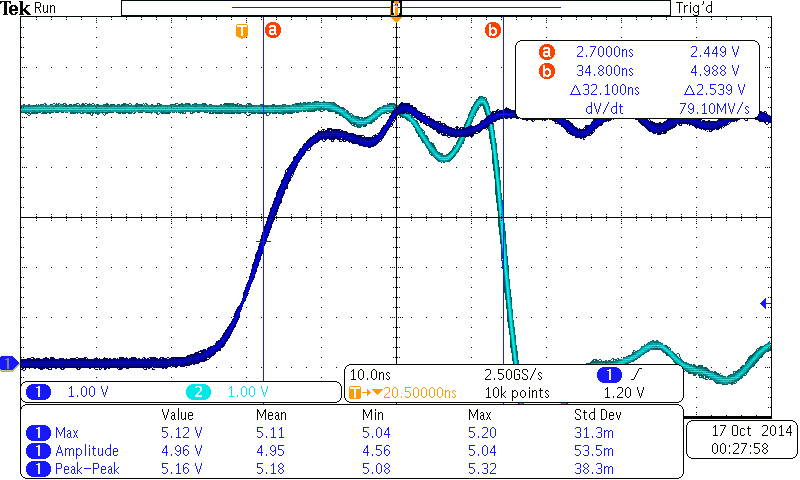 Tek Run Trig'd
T a b
a 2.7000ns 2.449 V
b 34.800ns 4.988 V
Δ32.100ns Δ2.539 V
dV/dt 79.10MV/s
1
1 1.00 V 2 1.00 V
10.0ns 2.50GS/s 1
T→▼20.50000ns 10k points 1.20 V
Value Mean Min Max Std Dev
1 Max 5.12 V 5.11 5.04 5.20 31.3m
1 Amplitude 4.96 V 4.95 4.56 5.04 53.5m
1 Peak-Peak 5.16 V 5.18 5.08 5.32 38.3m
17 Oct 2014
00:27:58